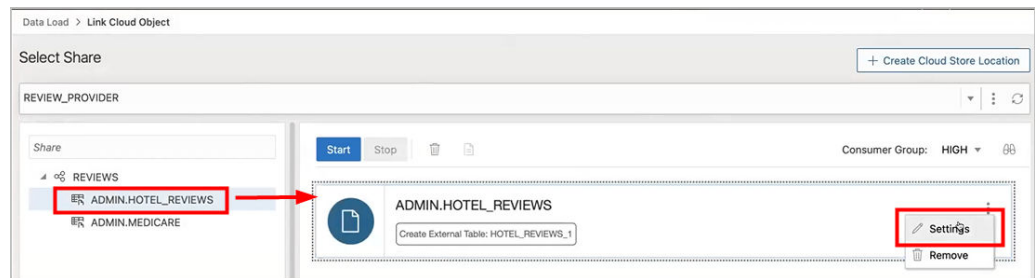 Data Load > Link Cloud Object
Select Share
+ Create Cloud Store Location
REVIEW_PROVIDER
Share
REVIEWS
ADMIN.HOTEL_REVIEWS
ADMIN.MEDICARE
Start Stop
Consumer Group: HIGH
ADMIN.HOTEL_REVIEWS
Create External Table: HOTEL_REVIEWS_1
Settings
Remove